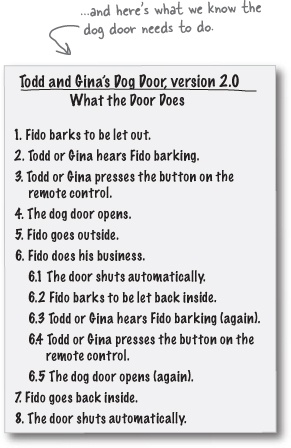 ...and here's what we know the
dog door needs to do.
Todd and Gina's Dog Door, version 2.0
What the Door Does
1. Fido barks to be let out.
2. Todd or Gina hears Fido barking.
3. Todd or Gina presses the button on the
remote control.
4. The dog door opens.
5. Fido goes outside.
6. Fido does his business.
6.1 The door shuts automatically.
6.2 Fido barks to be let back inside.
6.3 Todd or Gina hears Fido barking (again).
6.4 Todd or Gina presses the button on the
remote control.
6.5 The dog door opens (again).
7. Fido goes back inside.
8. The door shuts automatically.